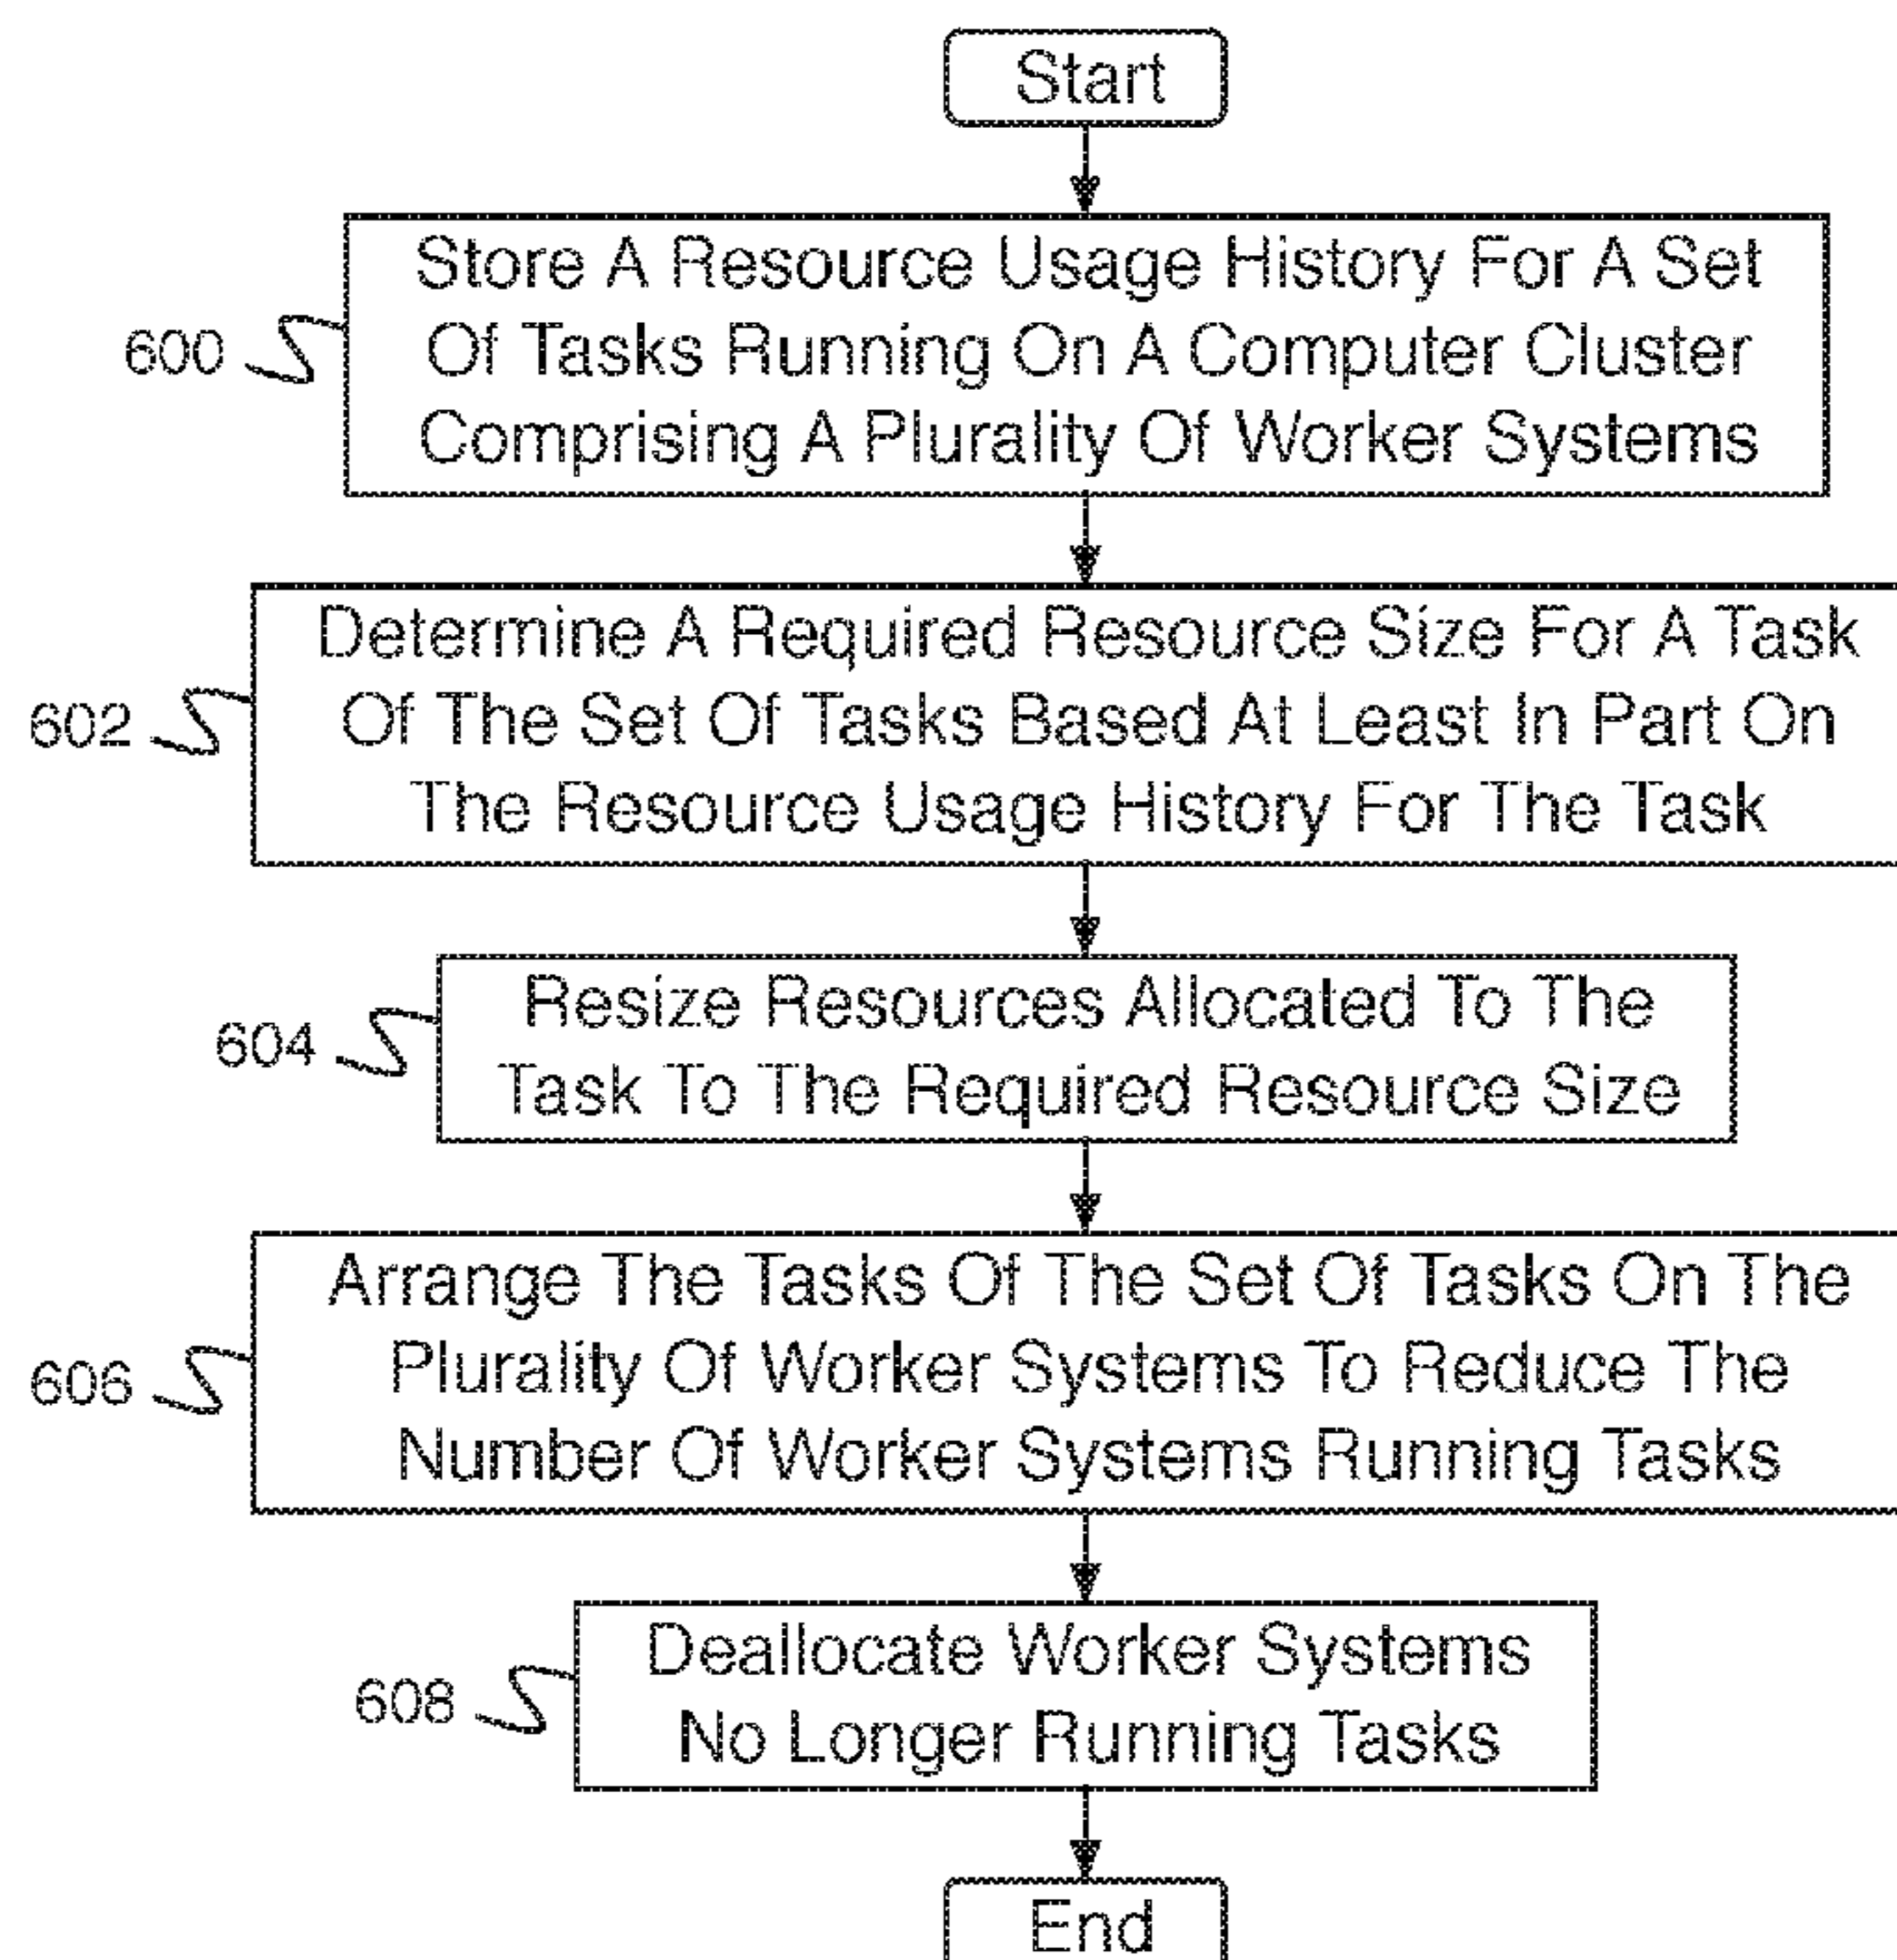 Start
Store A Resource Usage History For A Set
Of Tasks Running On A Computer Cluster
Comprising A Plurality Of Worker Systems
600
Determine A Required Resource Size For A Task
Of The Set Of Tasks Based At Least In Part On
The Resource Usage History For The Task
602
Resize Resources Allocated To The
Task To The Required Resource Size
604
Arrange The Tasks Of The Set Of Tasks On The
Plurality Of Worker Systems To Reduce The
Number Of Worker Systems Running Tasks
606
Deallocate Worker Systems
No Longer Running Tasks
608
End